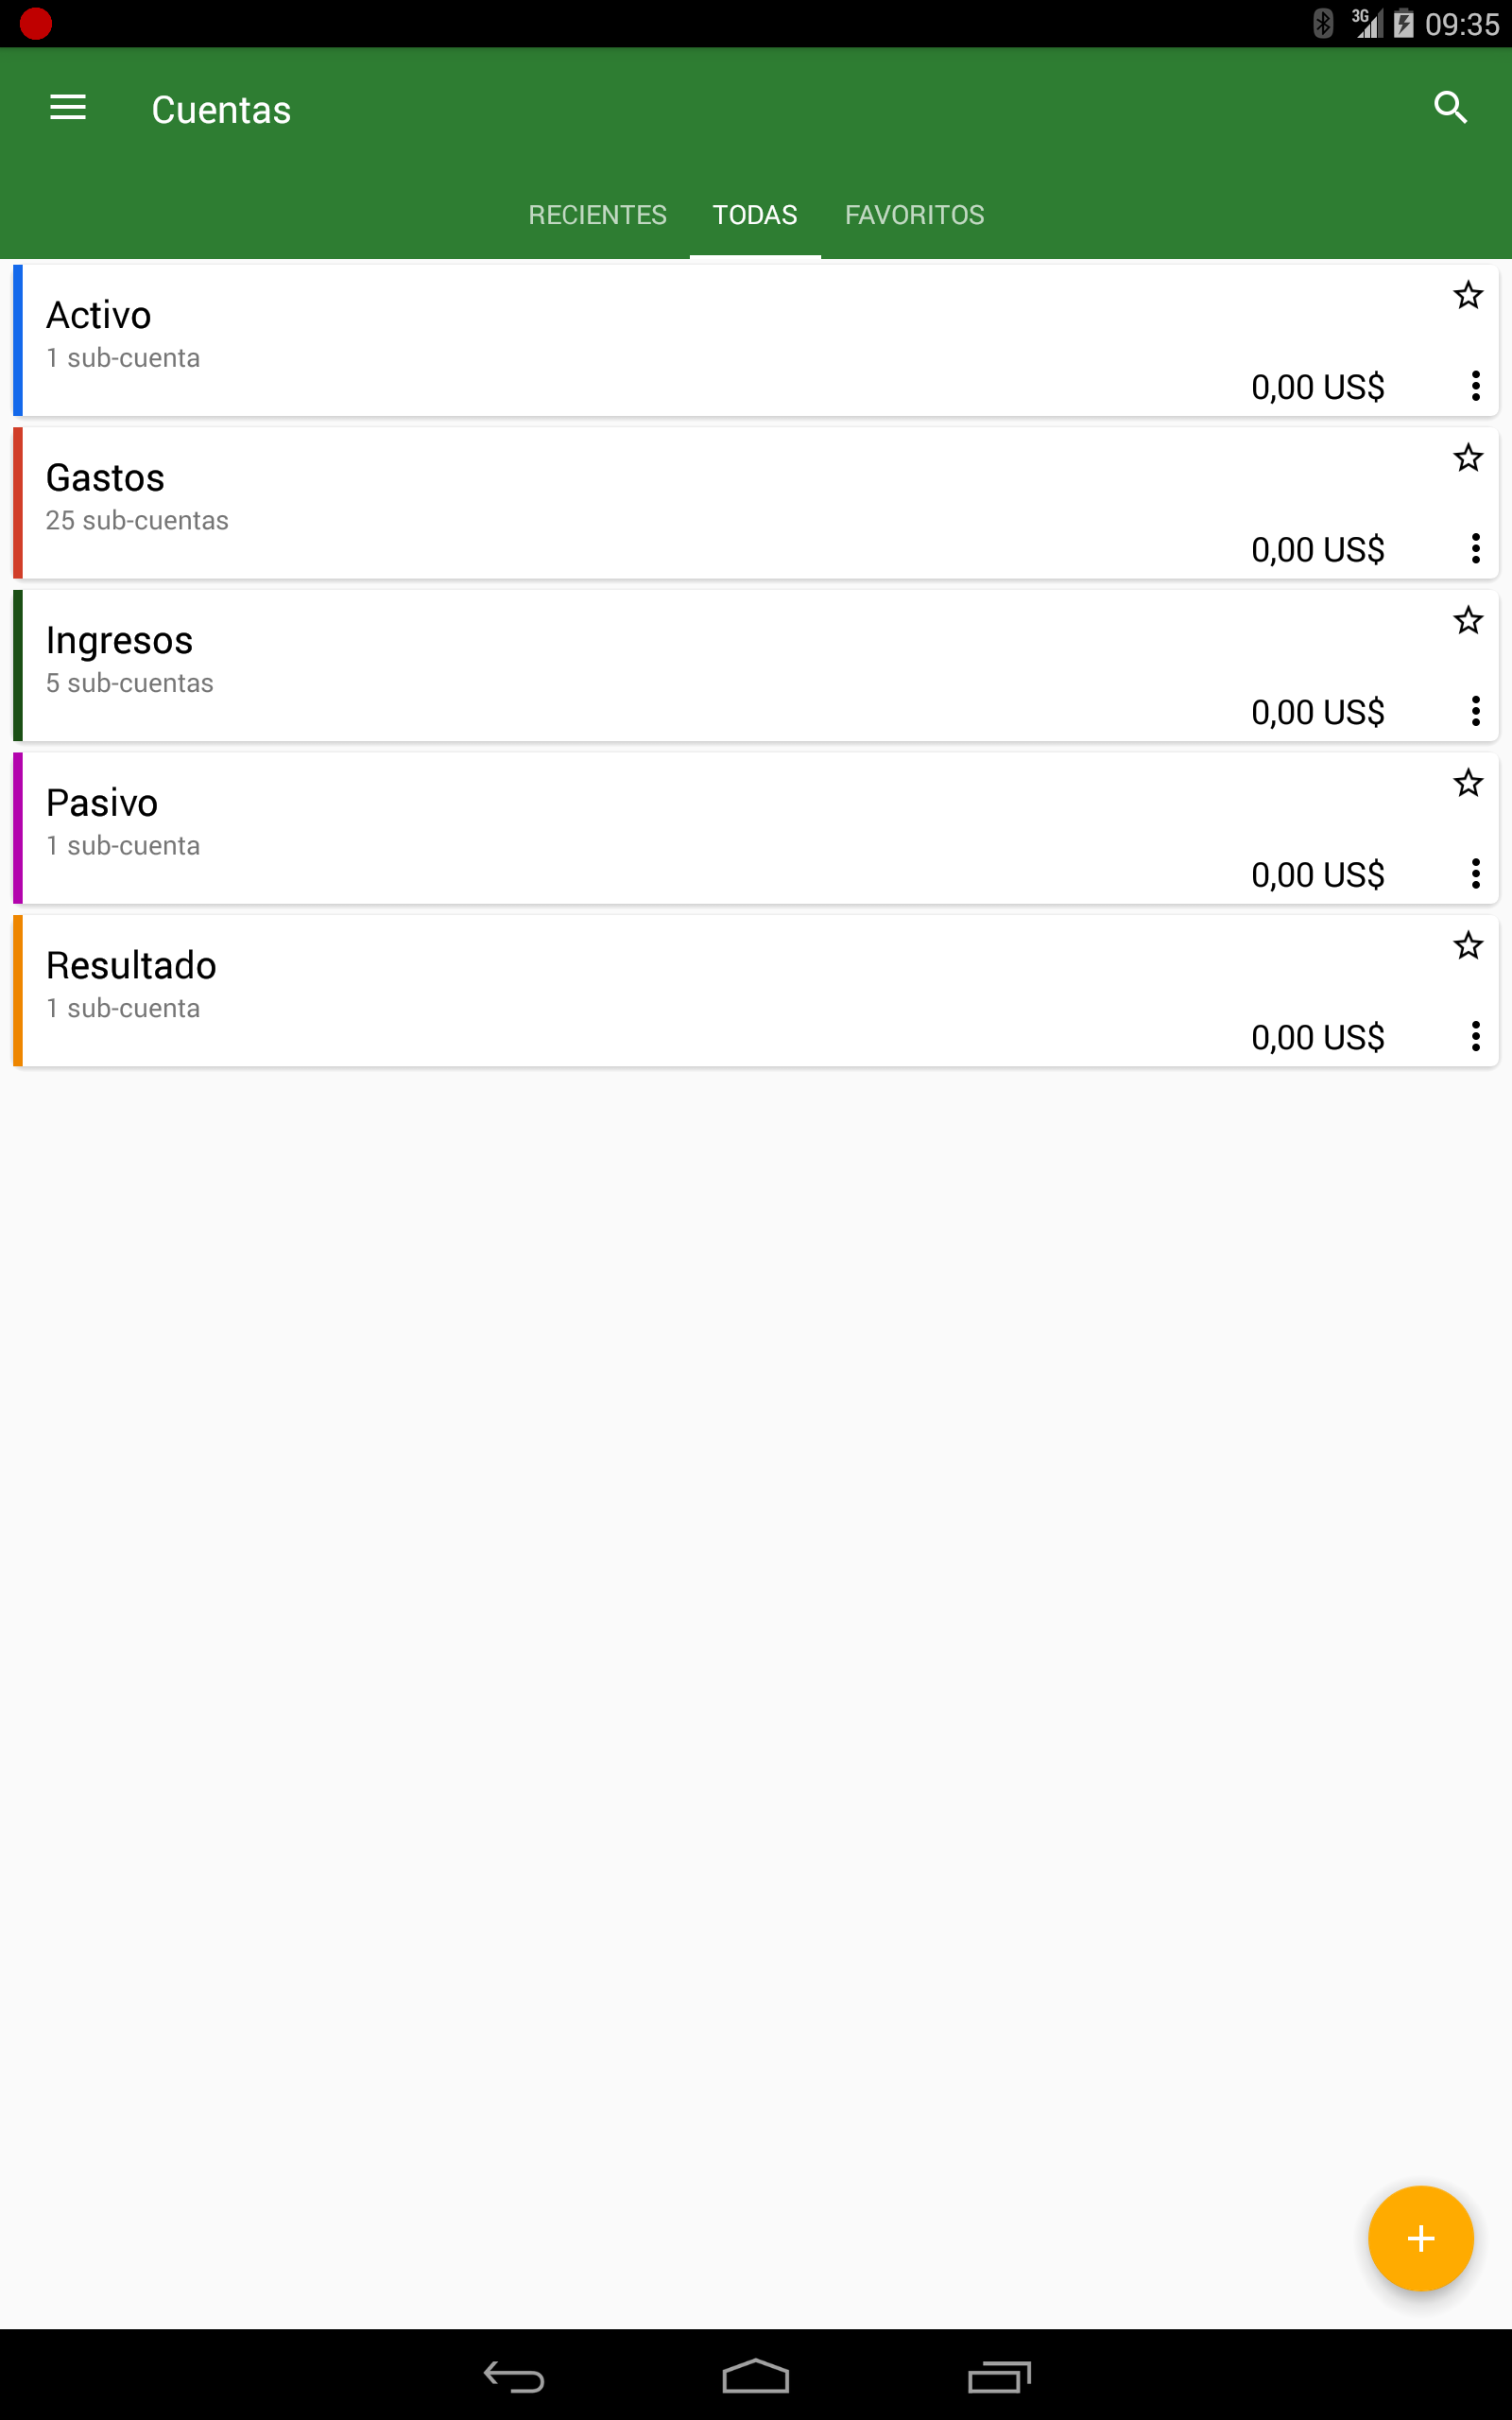 3G 09:35
Cuentas
RECIENTES TODAS FAVORITOS
Activo
1 sub-cuenta
0,00 US$
Gastos
25 sub-cuentas
0,00 US$
Ingresos
5 sub-cuentas
0,00 US$
Pasivo
1 sub-cuenta
0,00 US$
Resultado
1 sub-cuenta
0,00 US$